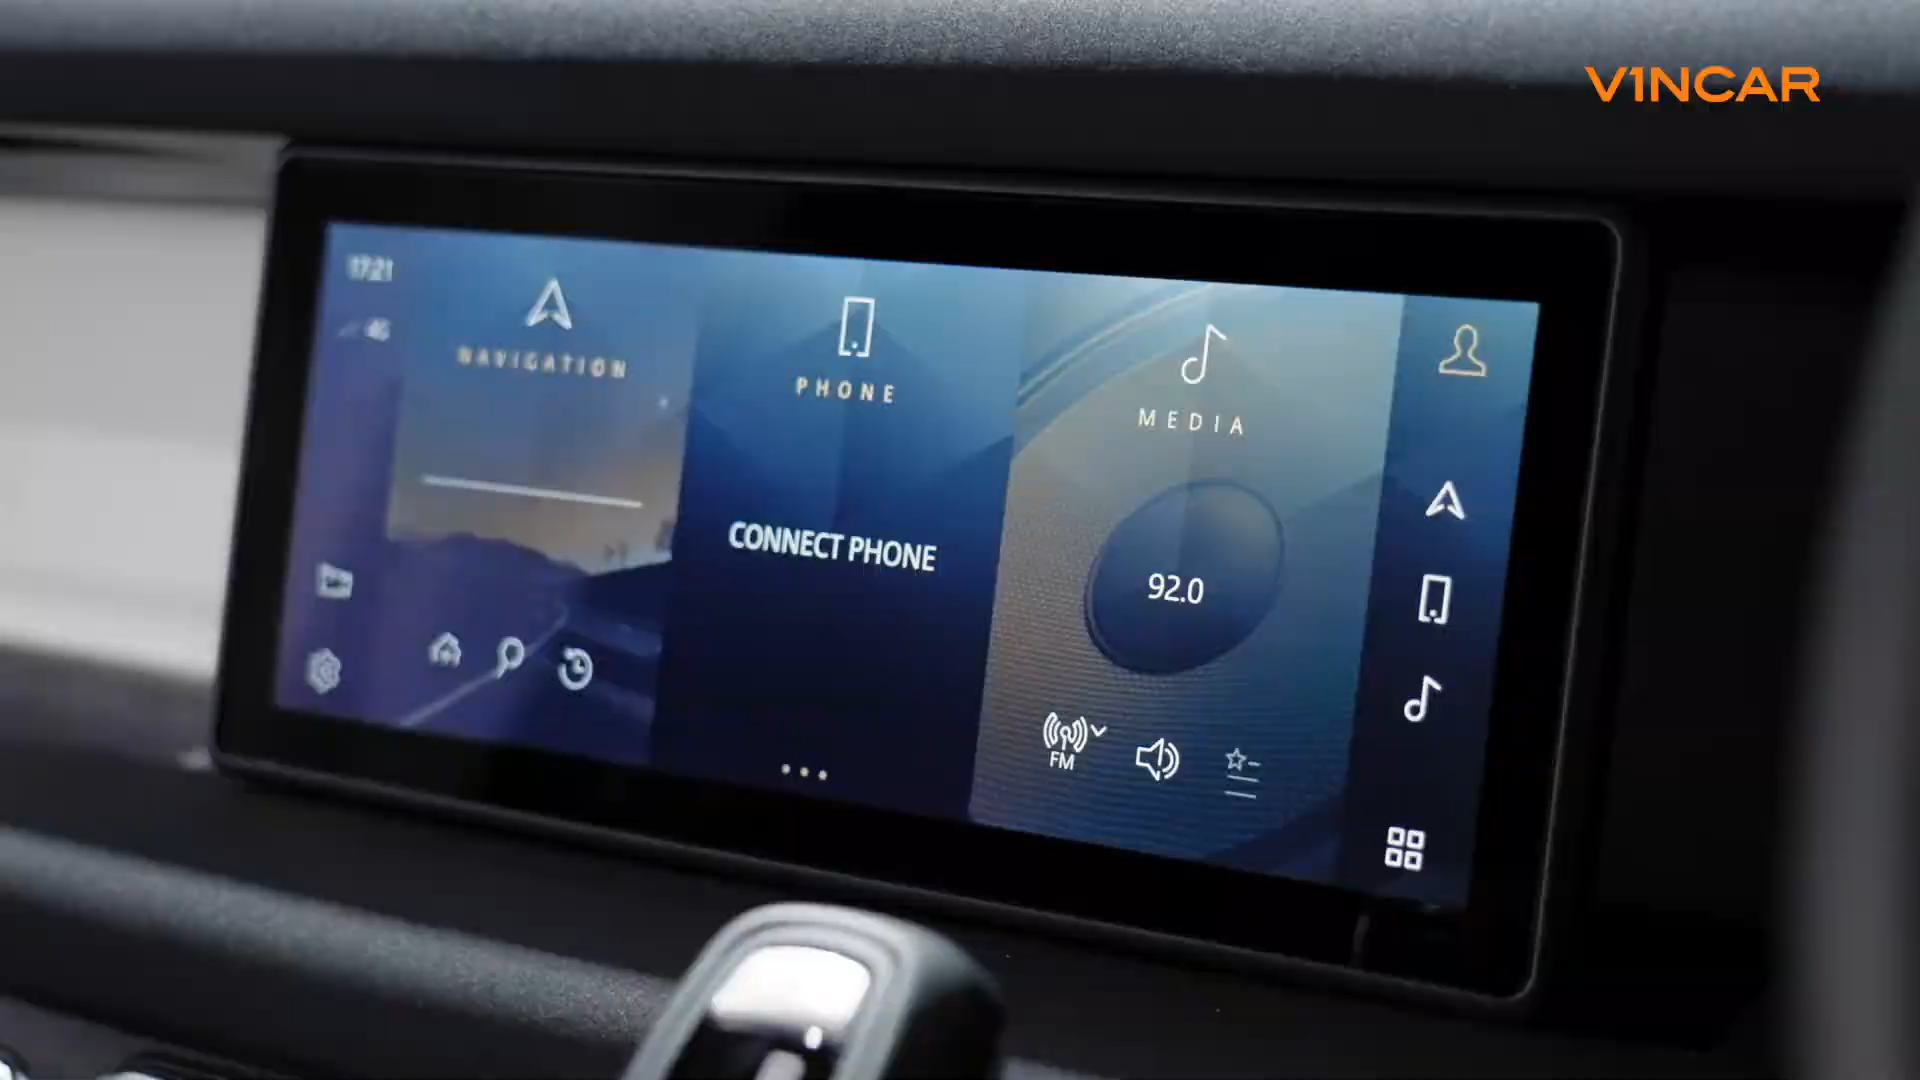 V1NCAR
17:21
4G
NAVIGATION
PHONE
MEDIA
CONNECT PHONE
92.0
FM